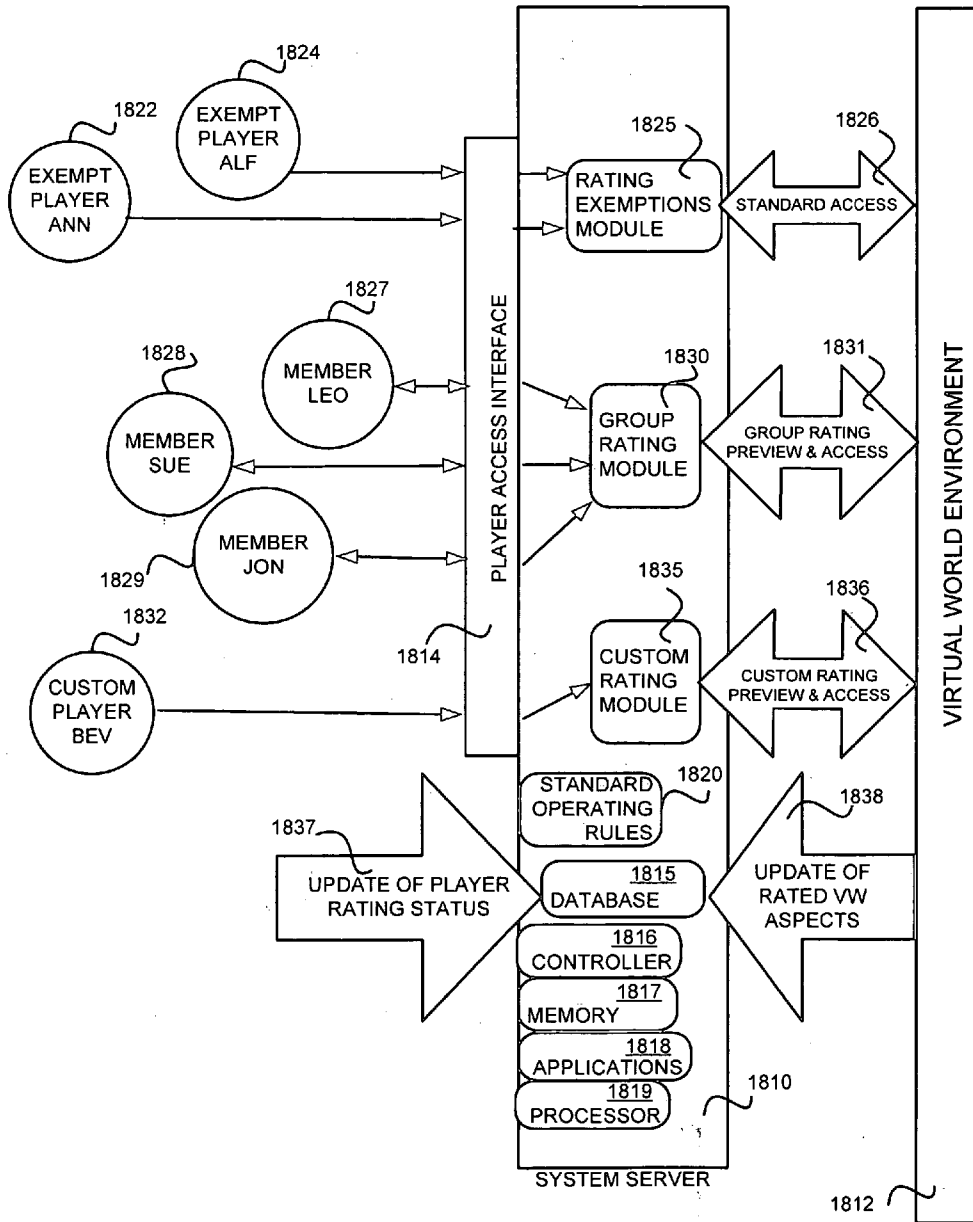 1824
EXEMPT
PLAYER
ALF
1822
EXEMPT
PLAYER
ANN
1825
RATING
EXEMPTIONS
MODULE
1826
STANDARD ACCESS
1827
MEMBER
LEO
1828
MEMBER
SUE
MEMBER
JON
1829
1832
CUSTOM
PLAYER
BEV
PLAYER ACCESS INTERFACE
1814
1830
GROUP
RATING
MODULE
1831
GROUP RATING
PREVIEW & ACCESS
1835
CUSTOM
RATING
MODULE
1836
CUSTOM RATING
PREVIEW & ACCESS
VIRTUAL WORLD ENVIRONMENT
STANDARD
OPERATING
RULES
1820
1837
UPDATE OF PLAYER
RATING STATUS
1838
UPDATE OF
RATED VW
ASPECTS
1815
DATABASE
1816
CONTROLLER
1817
MEMORY
1818
APPLICATIONS
1819
PROCESSOR
1810
SYSTEM SERVER
1812